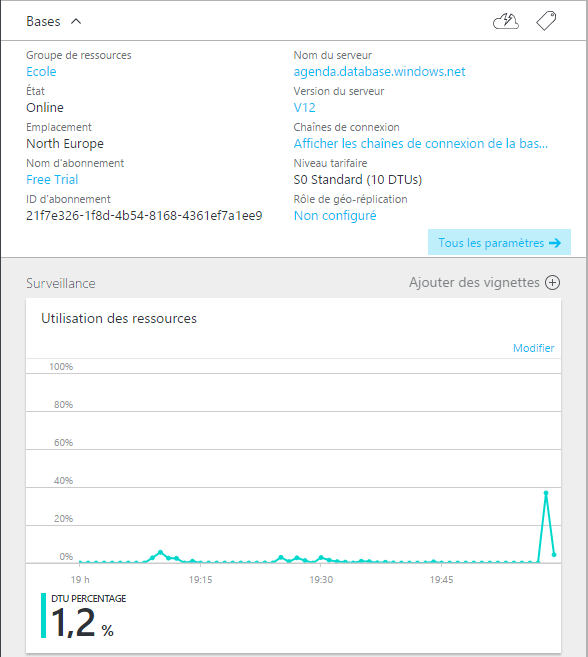 Bases
Groupe de ressources
Ecole
État
Online
Emplacement
North Europe
Nom d'abonnement
Free Trial
ID d'abonnement
21f7e326-1f8d-4b54-8168-4361ef7a1ee9
Nom du serveur
agenda.database.windows.net
Version du serveur
V12
Chaînes de connexion
Afficher les chaînes de connexion de la bas...
Niveau tarifaire
S0 Standard (10 DTUs)
Rôle de géo-réplication
Non configuré
Tous les paramètres
Surveillance
Ajouter des vignettes
Utilisation des ressources
Modifier
100%
80%
60%
40%
20%
0%
19 h 19:15 19:30 19:45
DTU PERCENTAGE
1,2 %